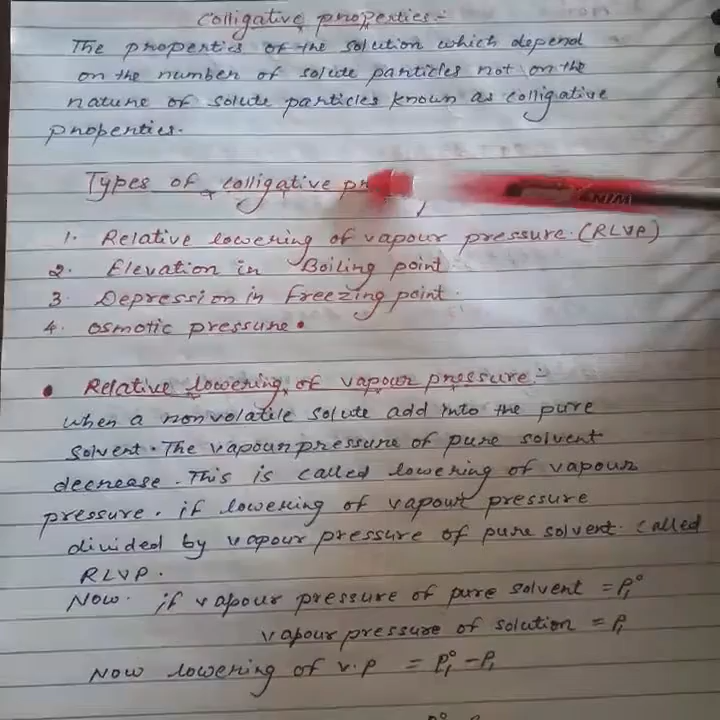 Colligative properties:-
The properties of the solution which depend
on the number of solute particles not on the
nature of solute particles known as colligative
properties.
Types of colligative pr
1. Relative lowering of vapour pressure. (RLVP)
2. Elevation in Boiling point
3. Depression in freezing point.
4. osmotic pressure.
• Relative lowering of vapour pressure:-
when a nonvolatile solute add into the pure
solvent. The vapour pressure of pure solvent
decrease. This is called lowering of vapour
pressure. if lowering of vapour pressure
divided by vapour pressure of pure solvent. called
RLVP.
Now. if vapour pressure of pure solvent = P₁°
vapour pressure of solution = P₁
Now lowering of v.p = P₁° - P₁